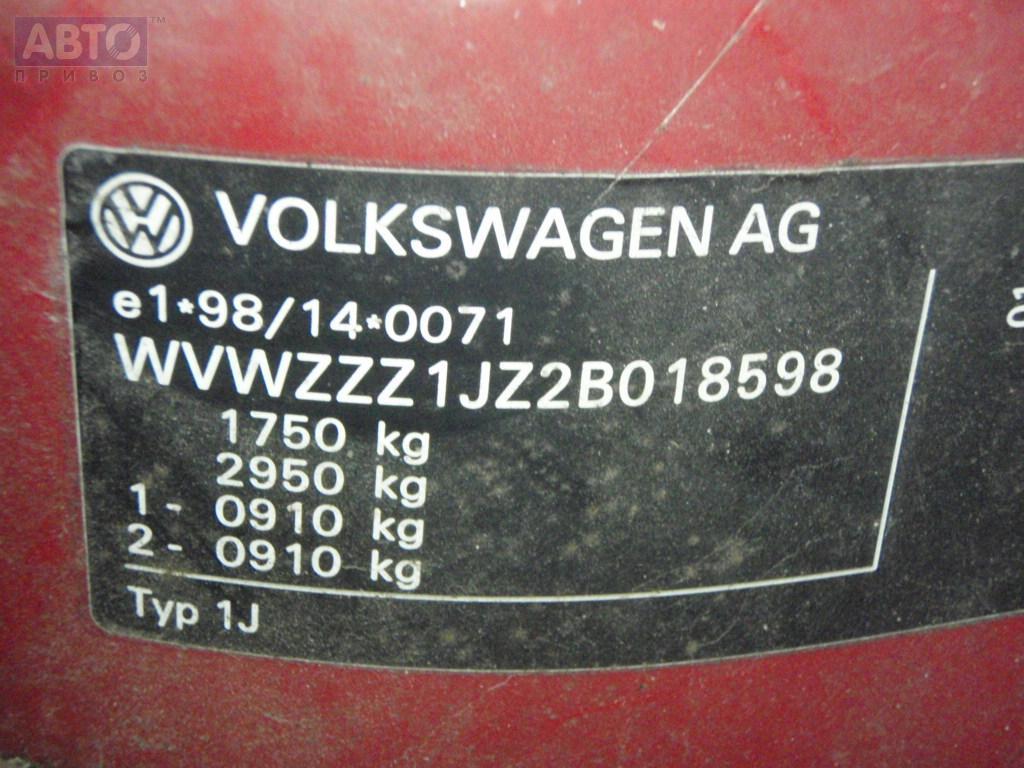 АВТО™
ПРИВОЗ
VOLKSWAGEN AG
e1*98/14*0071
WVWZZZ1JZ2B018598
1750 kg
2950 kg
1- 0910 kg
2- 0910 kg
Typ 1J